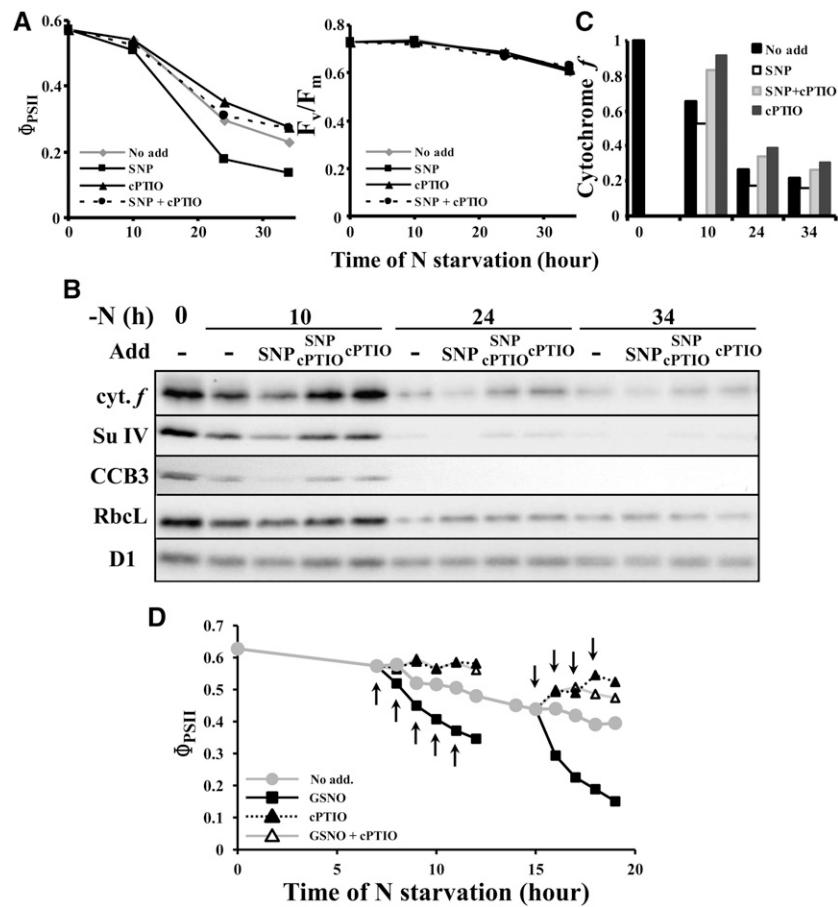 A
0.6
0.4
0.2
0
ΦPSII
No add
SNP
cPTIO
SNP + cPTIO
0 10 20 30
0.8
0.6
0.4
0.2
0
Fv/Fm
No add
SNP
cPTIO
SNP + cPTIO
0 10 20 30
Time of N starvation (hour)
C
1
0.8
0.6
0.4
0.2
0
Cytochrome f
No add
SNP
SNP+cPTIO
cPTIO
0 10 24 34
B
-N (h) 0 10 24 34
Add - - SNP SNP cPTIO cPTIO - SNP SNP cPTIO cPTIO - SNP SNP cPTIO cPTIO
cyt. f
Su IV
CCB3
RbcL
D1
D
0.7
0.6
0.5
0.4
0.3
0.2
0.1
0
ΦPSII
No add.
GSNO
cPTIO
GSNO + cPTIO
0 5 10 15 20
Time of N starvation (hour)